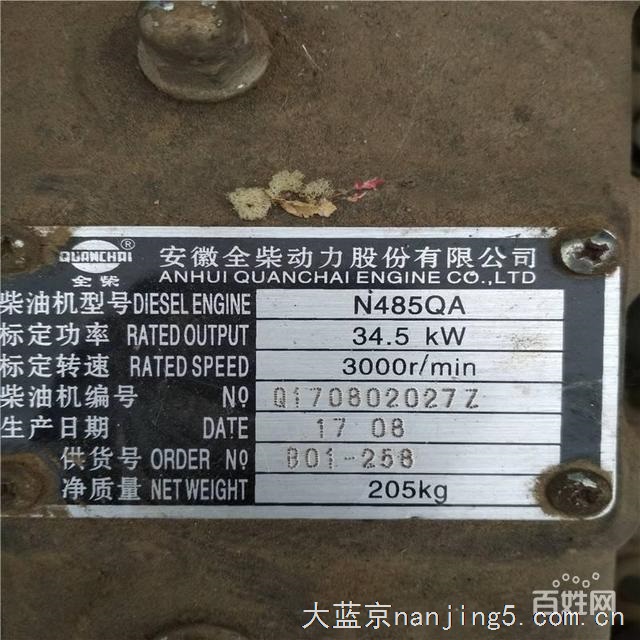 QUANCHAI ®
全柴
安徽全柴动力股份有限公司
ANHUI QUANCHAI ENGINE CO.,LTD
柴油机型号 DIESEL ENGINE N485QA
标定功率 RATED OUTPUT 34.5 kW
标定转速 RATED SPEED 3000r/min
柴油机编号 Nº Q170802027Z
生产日期 DATE 17 08
供货号 ORDER Nº B01-258
净质量 NET WEIGHT 205kg
百姓网
大蓝京nanjing5.com.cn